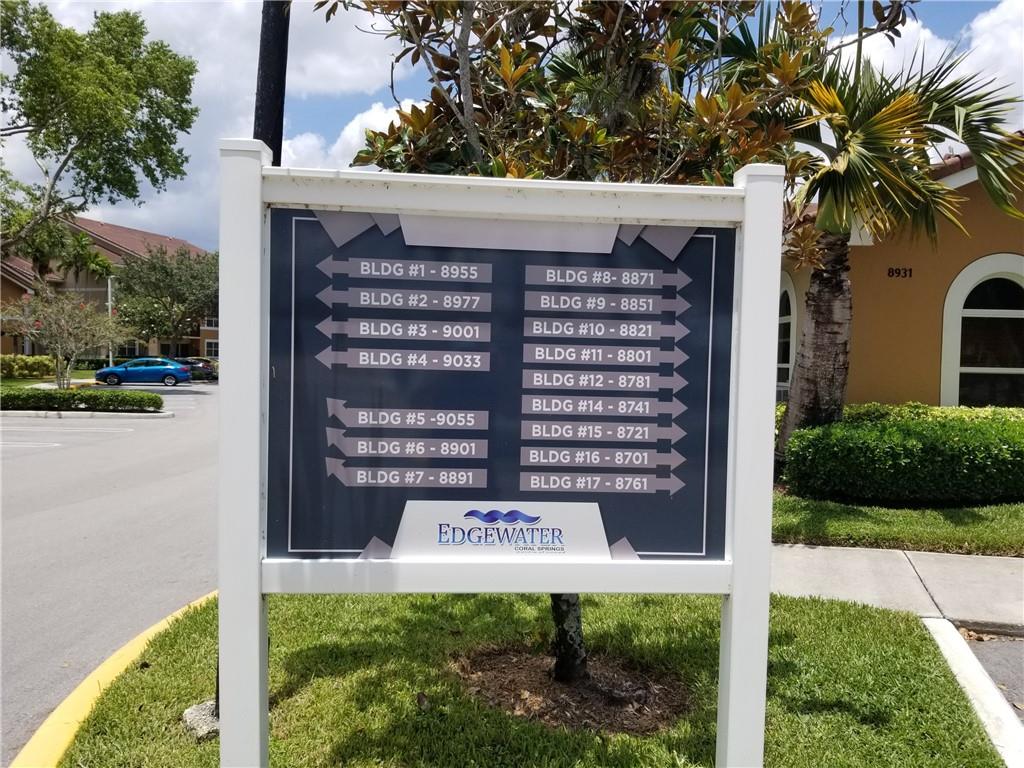 BLDG #1 - 8955
BLDG #2 - 8977
BLDG #3 - 9001
BLDG #4 - 9033
BLDG #5 -9055
BLDG #6 - 8901
BLDG #7 - 8891
BLDG #8- 8871
BLDG #9 - 8851
BLDG #10 - 8821
BLDG #11 - 8801
BLDG #12 - 8781
BLDG #14 - 8741
BLDG #15 - 8721
BLDG #16 - 8701
BLDG #17 - 8761
EDGEWATER
CORAL SPRINGS
8931